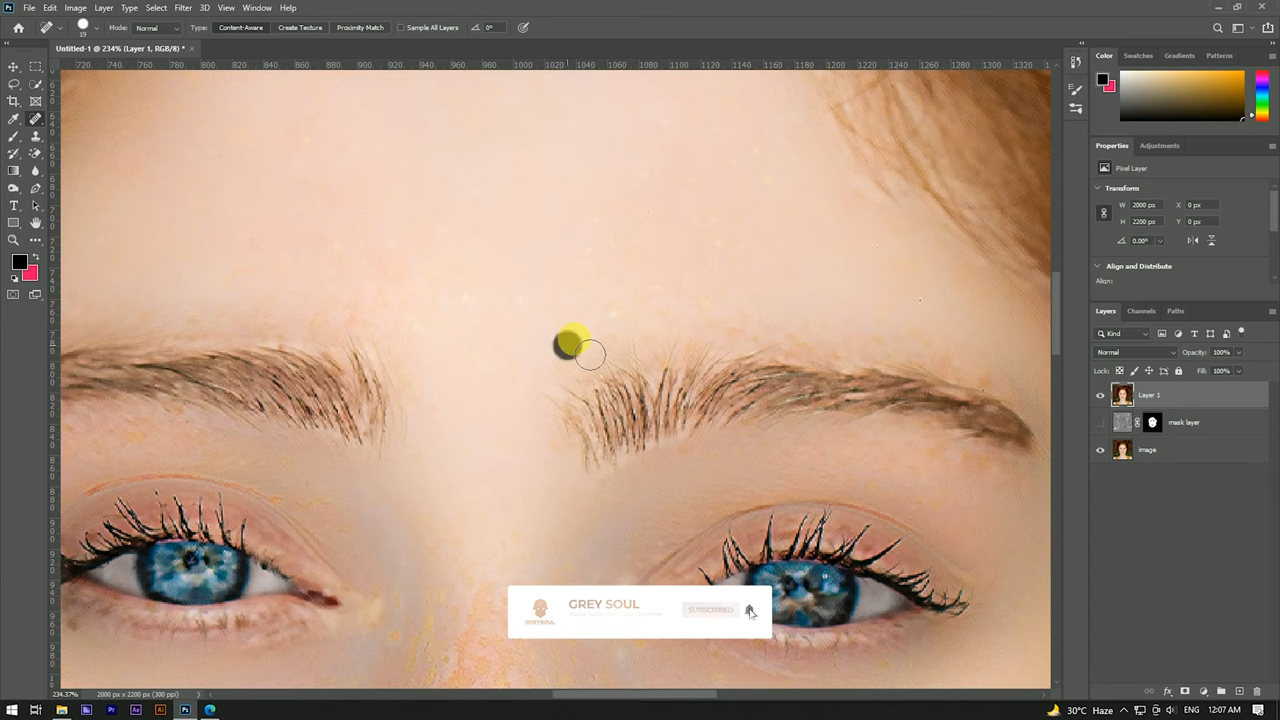 File Edit Image Layer Type Select Filter 3D View Window Help
19 Mode: Normal Type: Content-Aware Create Texture Proximity Match Sample All Layers 0°
Untitled-1 @ 234% (Layer 1, RGB/8) *
720 740 760 780 800 820 840 860 880 900 920 940 960 980 1000 1020 1040 1060 1080 1100 1120 1140 1160 1180 1200 1220 1240 1260 1280 1300 1320
Color Swatches Gradients Patterns
Properties Adjustments
Pixel Layer
Transform
W 2000 px X 0 px
H 2200 px Y 0 px
0.00°
Align and Distribute
Align:
Layers Channels Paths
Kind
Normal Opacity: 100%
Lock: Fill: 100%
Layer 1
mask layer
image
GREY SOUL
SUBSCRIBED
GREYSOUL
234.37% 2000 px x 2200 px (300 ppi)
30°C Haze ENG 12:07 AM